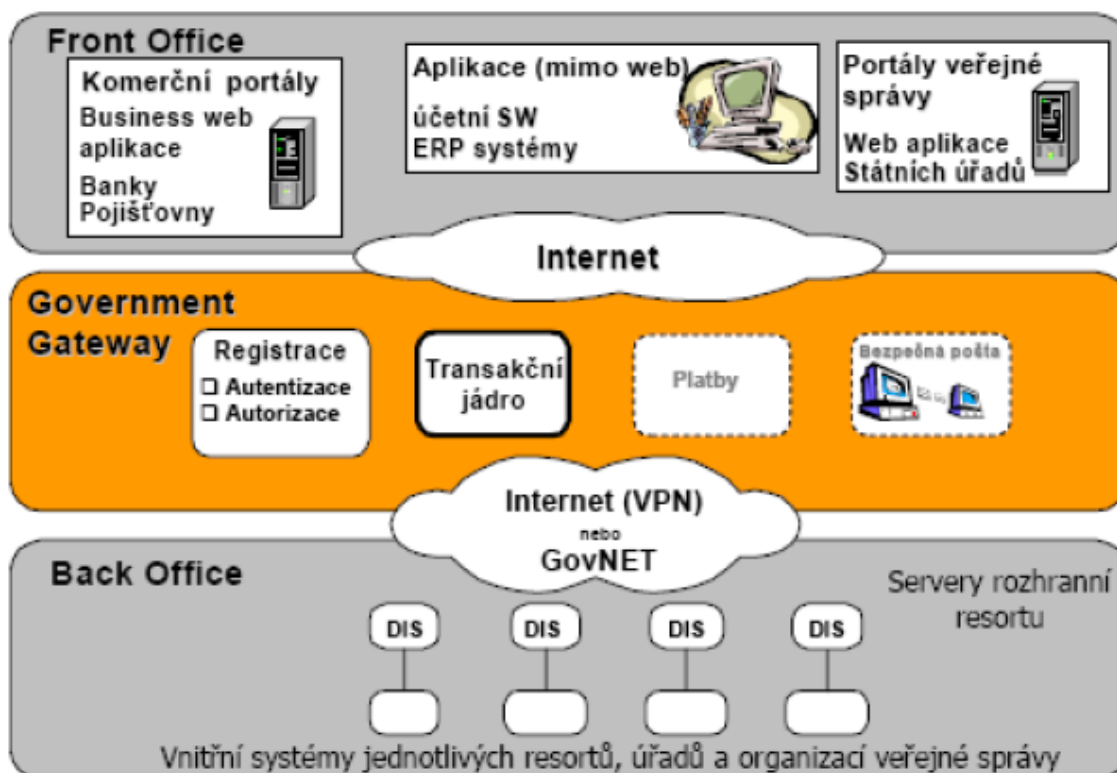 Front Office
Komerční portály
Business web
aplikace
Banky
Pojišťovny
Aplikace (mimo web)
účetní SW
ERP systémy
Portály veřejné
správy
Web aplikace
Státních úřadů
Internet
Government
Gateway
Registrace
❑ Autentizace
❑ Autorizace
Transakční
jádro
Platby
Bezpečná pošta
Internet (VPN)
nebo
GovNET
Back Office
Servery rozhranní
resortu
DIS
DIS
DIS
DIS
Vnitřní systémy jednotlivých resortů, úřadů a organizací veřejné správy